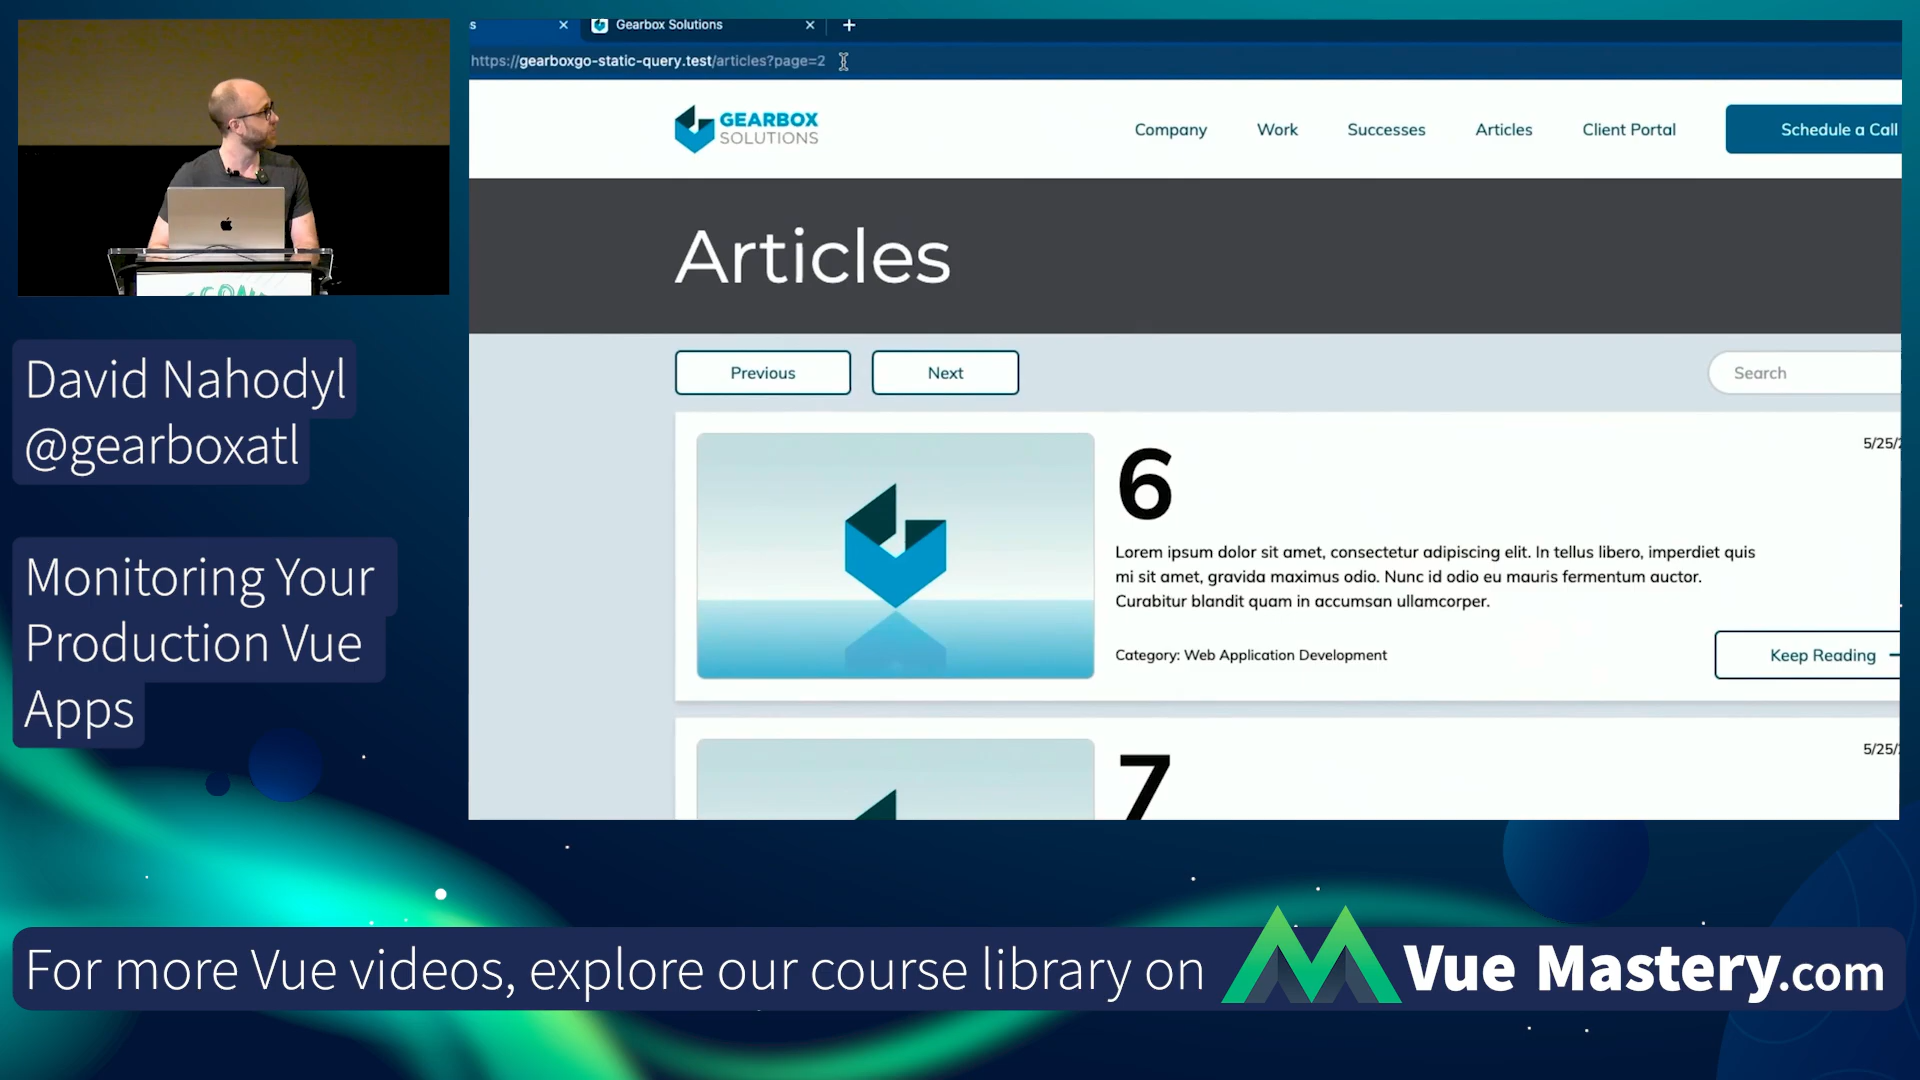 s
Gearbox Solutions
https://gearboxgo-static-query.test/articles?page=2
GEARBOX
SOLUTIONS
Company
Work
Successes
Articles
Client Portal
Schedule a Call
Articles
Previous
Next
Search
6
5/25/
Lorem ipsum dolor sit amet, consectetur adipiscing elit. In tellus libero, imperdiet quis
mi sit amet, gravida maximus odio. Nunc id odio eu mauris fermentum auctor.
Curabitur blandit quam in accumsan ullamcorper.
Category: Web Application Development
Keep Reading
7
5/25/
David Nahodyl
@gearboxatl
Monitoring Your
Production Vue
Apps
For more Vue videos, explore our course library on
Vue Mastery.com